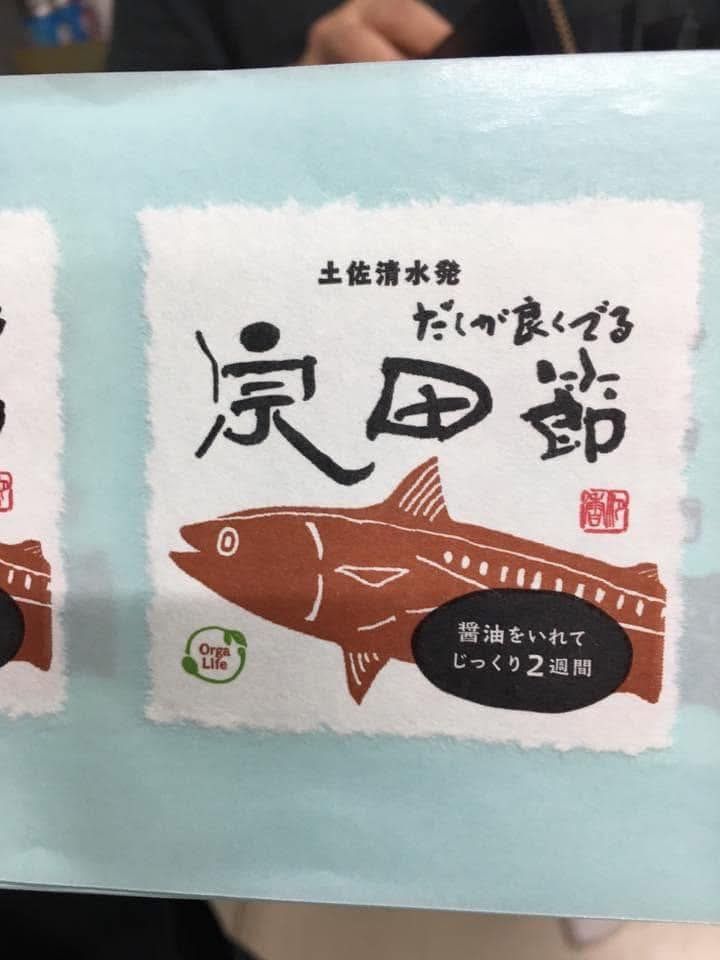 土佐清水発
だしが良くでる
宗田節
Orga
Life
醤油をいれて
じっくり2週間